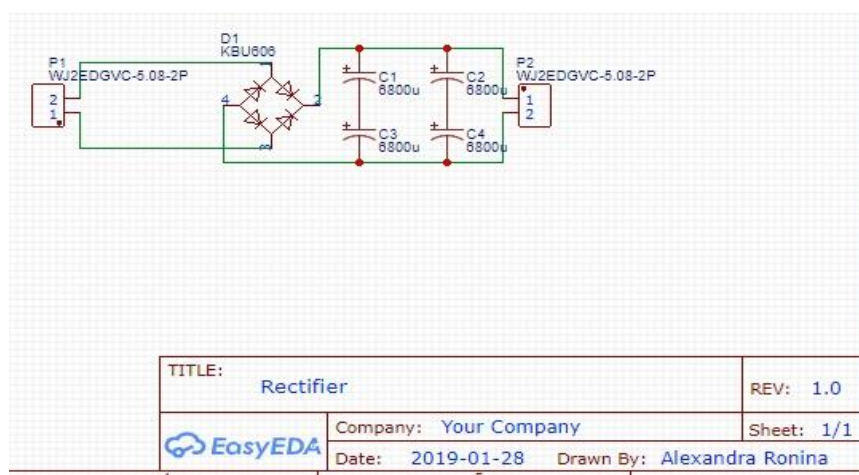 D1
KBU606
P1
WJ2EDGVC-5.08-2P
P2
WJ2EDGVC-5.08-2P
2
1
1
4
2
3
+
C1
6800u
+
C2
6800u
+
C3
6800u
+
C4
6800u
1
2
TITLE:
Rectifier
REV: 1.0
EasyEDA
Company: Your Company
Sheet: 1/1
Date: 2019-01-28 Drawn By: Alexandra Ronina